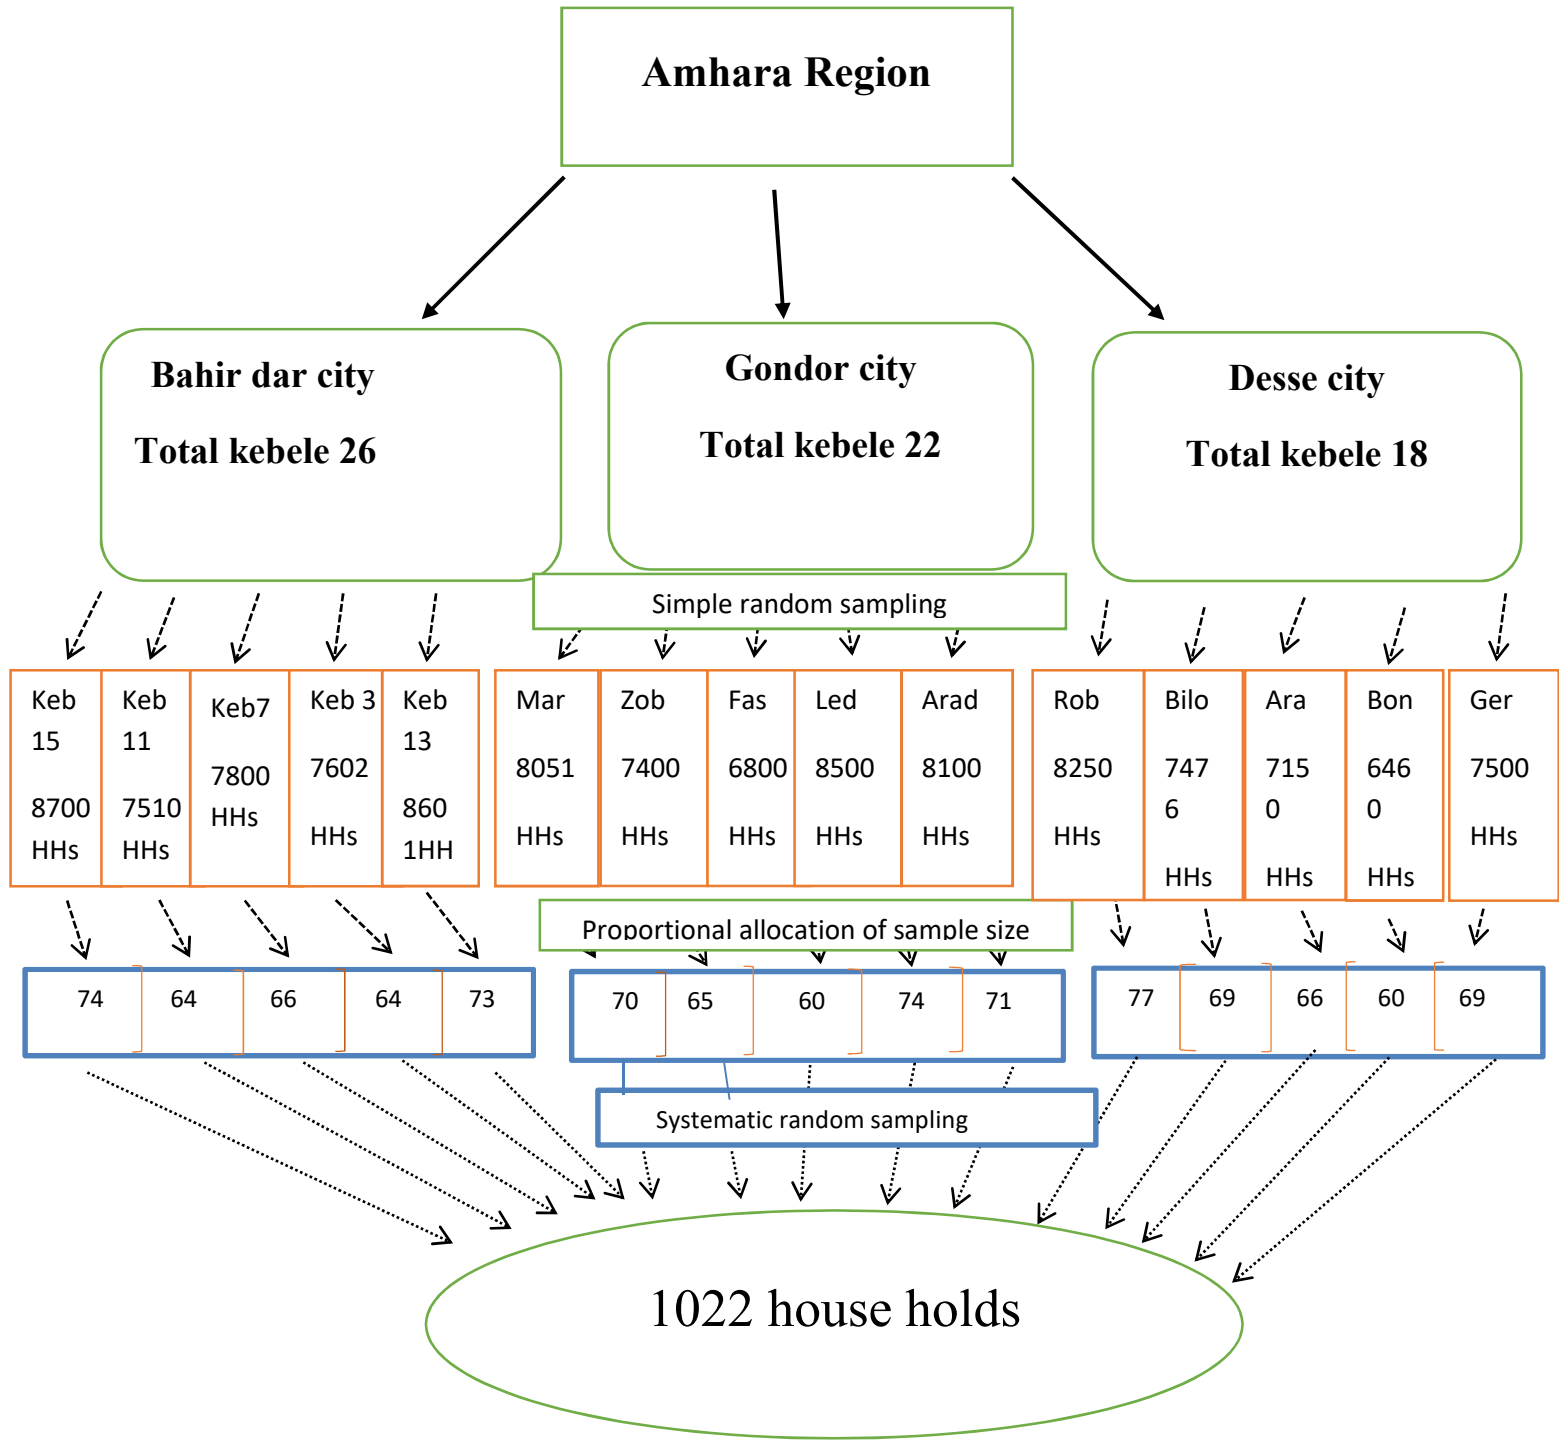 Amhara Region
Bahir dar city
Total kebele 26
Gondor city
Total kebele 22
Desse city
Total kebele 18
Simple random sampling
Keb
15
8700
HHs
Keb
11
7510
HHs
Keb7
7800
HHs
Keb 3
7602
HHs
Keb
13
860
1HH
Mar
8051
HHs
Zob
7400
HHs
Fas
6800
HHs
Led
8500
HHs
Arad
8100
HHs
Rob
8250
HHs
Bilo
747
6
HHs
Ara
715
0
HHs
Bon
646
0
HHs
Ger
7500
HHs
Proportional allocation of sample size
74
64
66
64
73
70
65
60
74
71
77
69
66
60
69
Systematic random sampling
1022 house holds